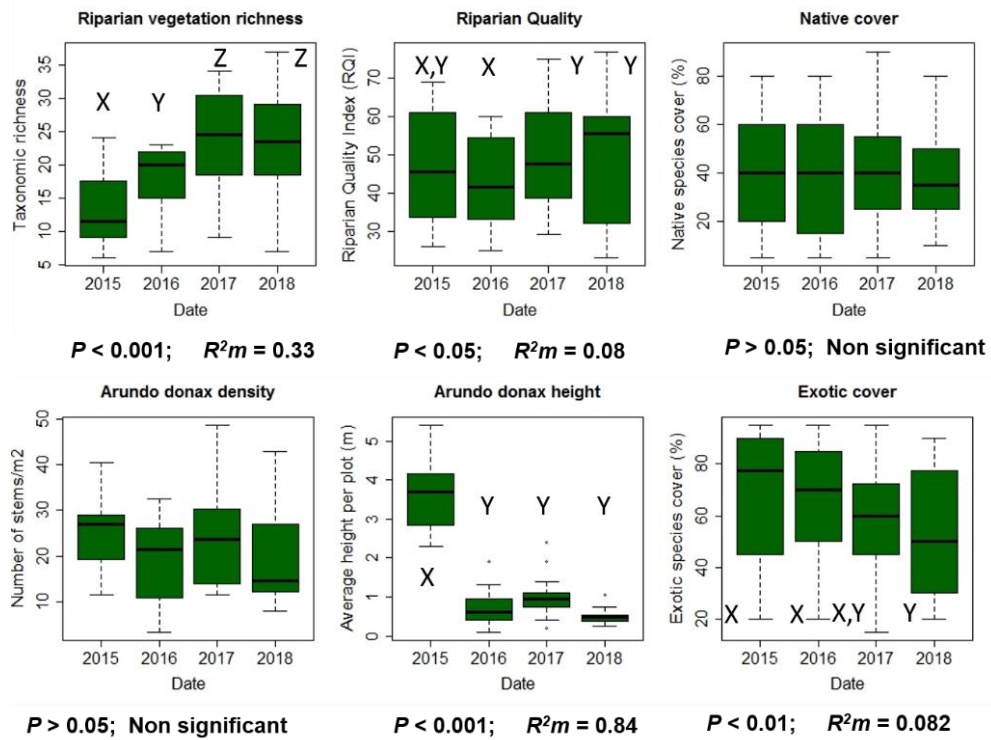 Riparian vegetation richness
Taxonomic richness
35
30
25
20
15
10
5
X
Y
Z
Z
2015 2016 2017 2018
Date
P < 0.001; R²m = 0.33
Riparian Quality
Riparian Quality Index (RQI)
70
60
50
40
30
X,Y
X
Y
Y
2015 2016 2017 2018
Date
P < 0.05; R²m = 0.08
Native cover
Native species cover (%)
80
60
40
20
2015 2016 2017 2018
Date
P > 0.05; Non significant
Arundo donax density
Number of stems/m2
50
40
30
20
10
2015 2016 2017 2018
Date
P > 0.05; Non significant
Arundo donax height
Average height per plot (m)
5
4
3
2
1
0
X
Y
Y
Y
2015 2016 2017 2018
Date
P < 0.001; R²m = 0.84
Exotic cover
Exotic species cover (%)
80
60
40
20
X
X
X,Y
Y
2015 2016 2017 2018
Date
P < 0.01; R²m = 0.082